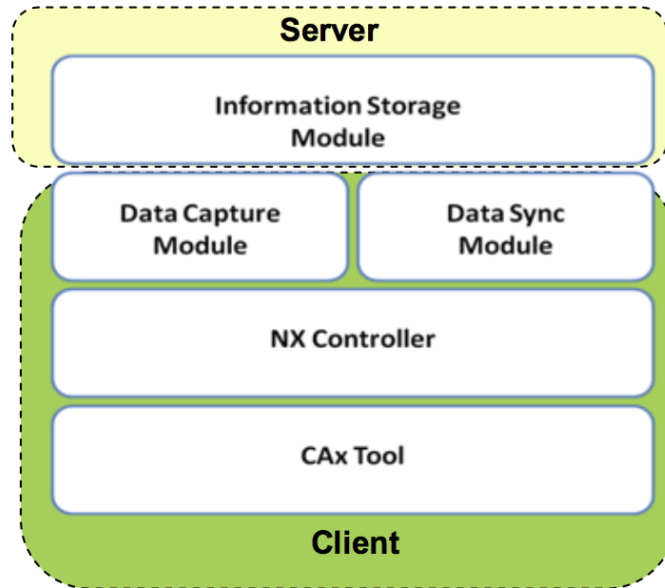 Server
Information Storage
Module
Data Capture
Module
Data Sync
Module
NX Controller
CAx Tool
Client